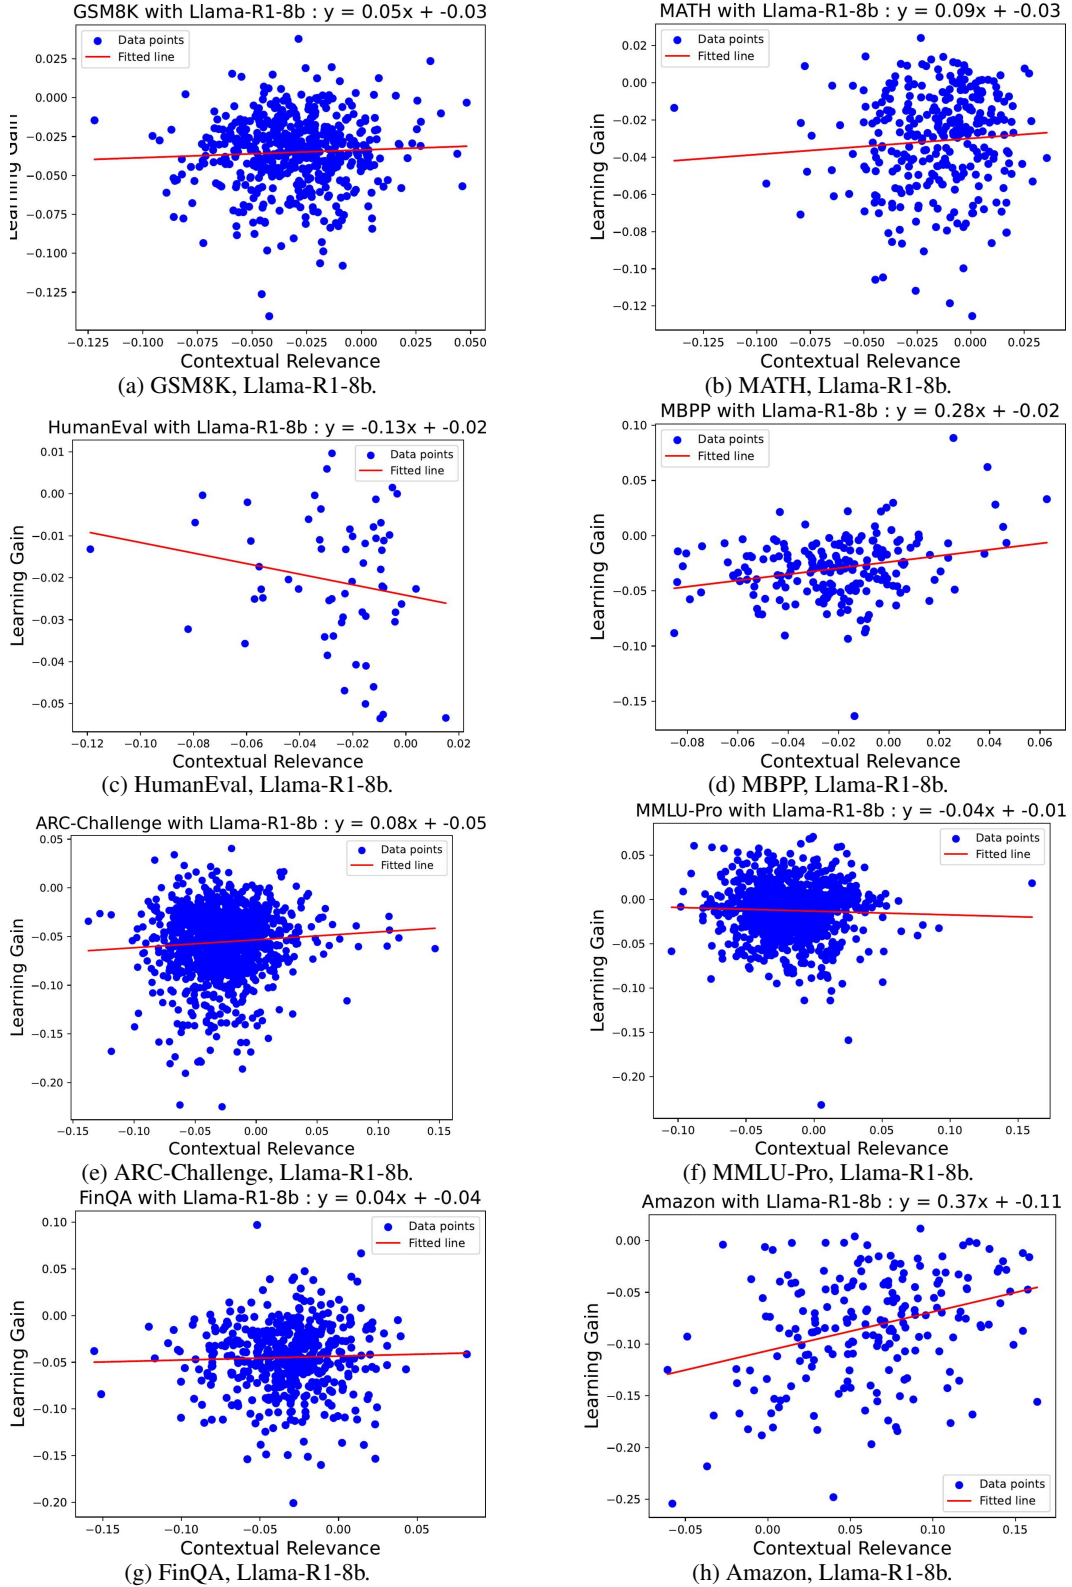 GSM8K with Llama-R1-8b : y = 0.05x + -0.03
Data points
Fitted line
0.025
0.000
−0.025
−0.050
−0.075
−0.100
−0.125
Learning Gain
−0.125 −0.100 −0.075 −0.050 −0.025 0.000 0.025 0.050
Contextual Relevance
(a) GSM8K, Llama-R1-8b.
MATH with Llama-R1-8b : y = 0.09x + -0.03
Data points
Fitted line
0.02
0.00
−0.02
−0.04
−0.06
−0.08
−0.10
−0.12
Learning Gain
−0.125 −0.100 −0.075 −0.050 −0.025 0.000 0.025
Contextual Relevance
(b) MATH, Llama-R1-8b.
HumanEval with Llama-R1-8b : y = -0.13x + -0.02
Data points
Fitted line
0.01
0.00
−0.01
−0.02
−0.03
−0.04
−0.05
Learning Gain
−0.12 −0.10 −0.08 −0.06 −0.04 −0.02 0.00 0.02
Contextual Relevance
(c) HumanEval, Llama-R1-8b.
MBPP with Llama-R1-8b : y = 0.28x + -0.02
Data points
Fitted line
0.10
0.05
0.00
−0.05
−0.10
−0.15
Learning Gain
−0.08 −0.06 −0.04 −0.02 0.00 0.02 0.04 0.06
Contextual Relevance
(d) MBPP, Llama-R1-8b.
ARC-Challenge with Llama-R1-8b : y = 0.08x + -0.05
Data points
Fitted line
0.05
0.00
−0.05
−0.10
−0.15
−0.20
Learning Gain
−0.15 −0.10 −0.05 0.00 0.05 0.10 0.15
Contextual Relevance
(e) ARC-Challenge, Llama-R1-8b.
MMLU-Pro with Llama-R1-8b : y = -0.04x + -0.01
Data points
Fitted line
0.05
0.00
−0.05
−0.10
−0.15
−0.20
Learning Gain
−0.10 −0.05 0.00 0.05 0.10 0.15
Contextual Relevance
(f) MMLU-Pro, Llama-R1-8b.
FinQA with Llama-R1-8b : y = 0.04x + -0.04
Data points
Fitted line
0.10
0.05
0.00
−0.05
−0.10
−0.15
−0.20
Learning Gain
−0.15 −0.10 −0.05 0.00 0.05
Contextual Relevance
(g) FinQA, Llama-R1-8b.
Amazon with Llama-R1-8b : y = 0.37x + -0.11
Data points
Fitted line
0.00
−0.05
−0.10
−0.15
−0.20
−0.25
Learning Gain
−0.05 0.00 0.05 0.10 0.15
Contextual Relevance
(h) Amazon, Llama-R1-8b.